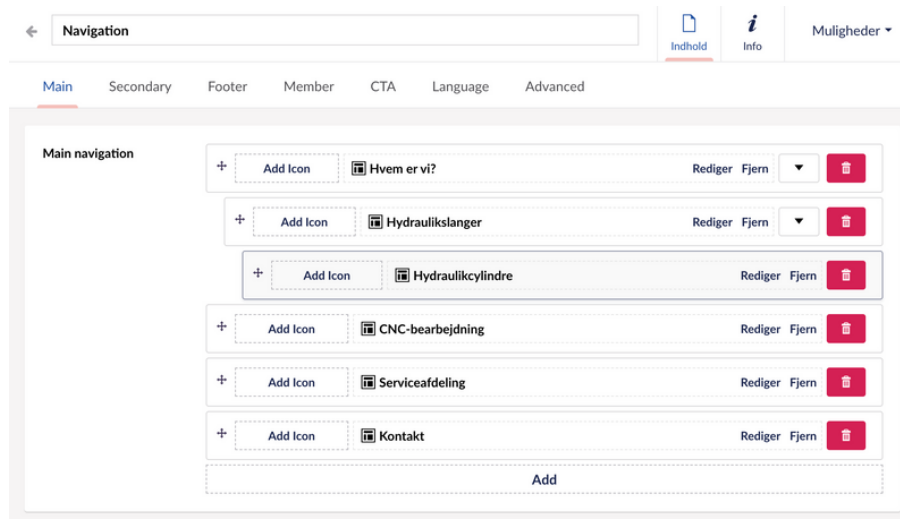 Navigation
Indhold
Info
Muligheder
Main Secondary Footer Member CTA Language Advanced
Main navigation
Add Icon Hvem er vi? Rediger Fjern
Add Icon Hydraulikslanger Rediger Fjern
Add Icon Hydraulikcylindre Rediger Fjern
Add Icon CNC-bearbejdning Rediger Fjern
Add Icon Serviceafdeling Rediger Fjern
Add Icon Kontakt Rediger Fjern
Add